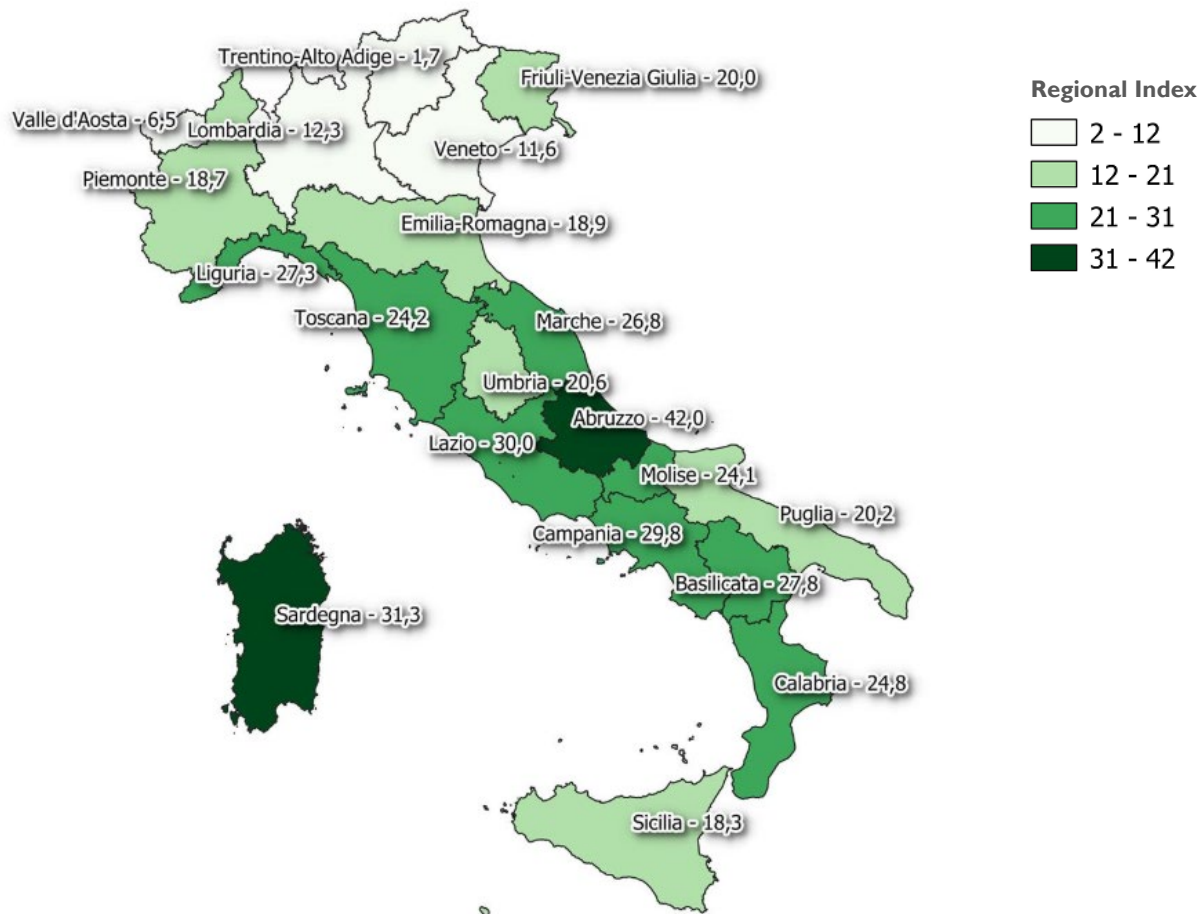 Trentino-Alto Adige - 1,7
Friuli-Venezia Giulia - 20,0
Valle d'Aosta - 6,5
Lombardia - 12,3
Veneto - 11,6
Piemonte - 18,7
Emilia-Romagna - 18,9
Liguria - 27,3
Toscana - 24,2
Marche - 26,8
Umbria - 20,6
Abruzzo - 42,0
Lazio - 30,0
Molise - 24,1
Puglia - 20,2
Campania - 29,8
Basilicata - 27,8
Sardegna - 31,3
Calabria - 24,8
Sicilia - 18,3
Regional Index
2 - 12
12 - 21
21 - 31
31 - 42